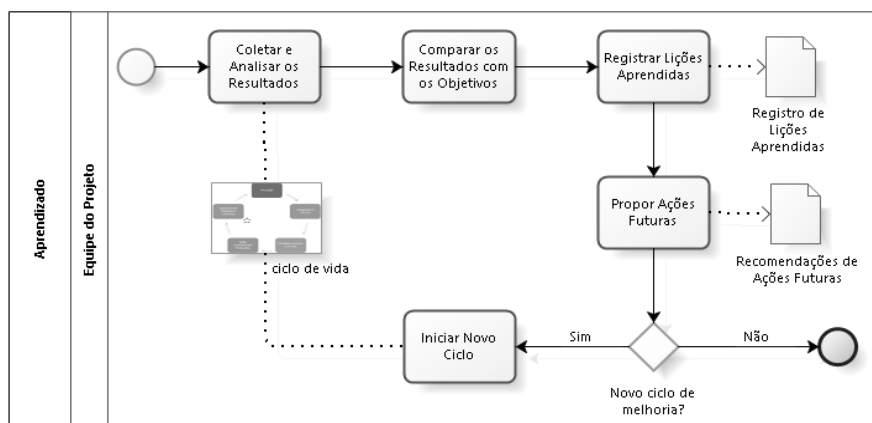 Aprendizado
Equipe do Projeto
Coletar e
Analisar os
Resultados
Comparar os
Resultados com
os Objetivos
Registrar Lições
Aprendidas
Registro de
Lições
Aprendidas
Propor Ações
Futuras
Recomendações de
Ações Futuras
ciclo de vida
Iniciar Novo
Ciclo
Sim
Não
Novo ciclo de
melhoria?